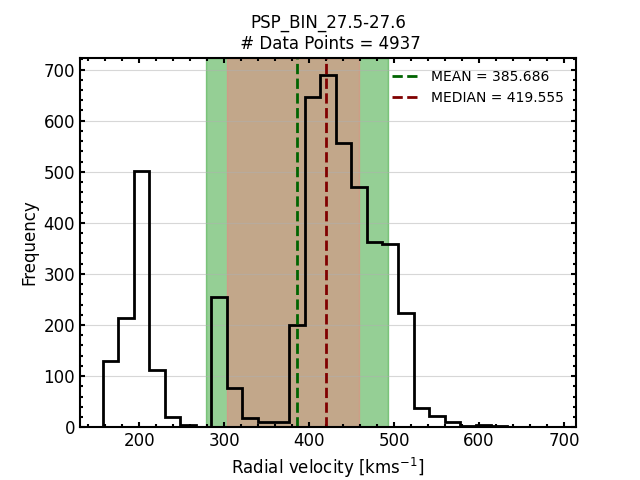 PSP_BIN_27.5-27.6
# Data Points = 4937
MEAN = 385.686
MEDIAN = 419.555
Frequency
700
600
500
400
300
200
100
0
200 300 400 500 600 700
Radial velocity [kms⁻¹]